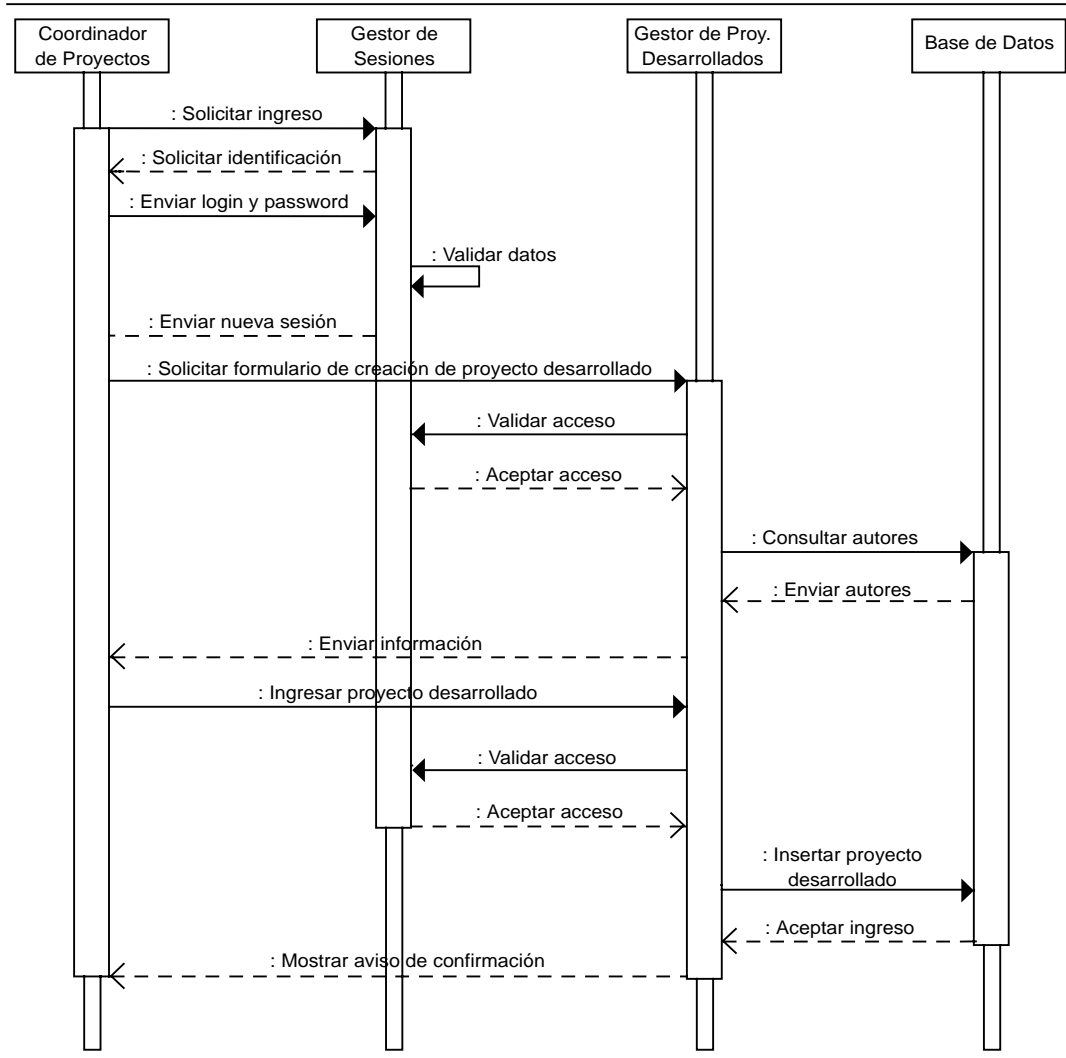 Coordinador
de Proyectos
Gestor de
Sesiones
Gestor de Proy.
Desarrollados
Base de Datos
: Solicitar ingreso
: Solicitar identificación
: Enviar login y password
: Validar datos
: Enviar nueva sesión
: Solicitar formulario de creación de proyecto desarrollado
: Validar acceso
: Aceptar acceso
: Consultar autores
: Enviar autores
: Enviar información
: Ingresar proyecto desarrollado
: Validar acceso
: Aceptar acceso
: Insertar proyecto
desarrollado
: Aceptar ingreso
: Mostrar aviso de confirmación